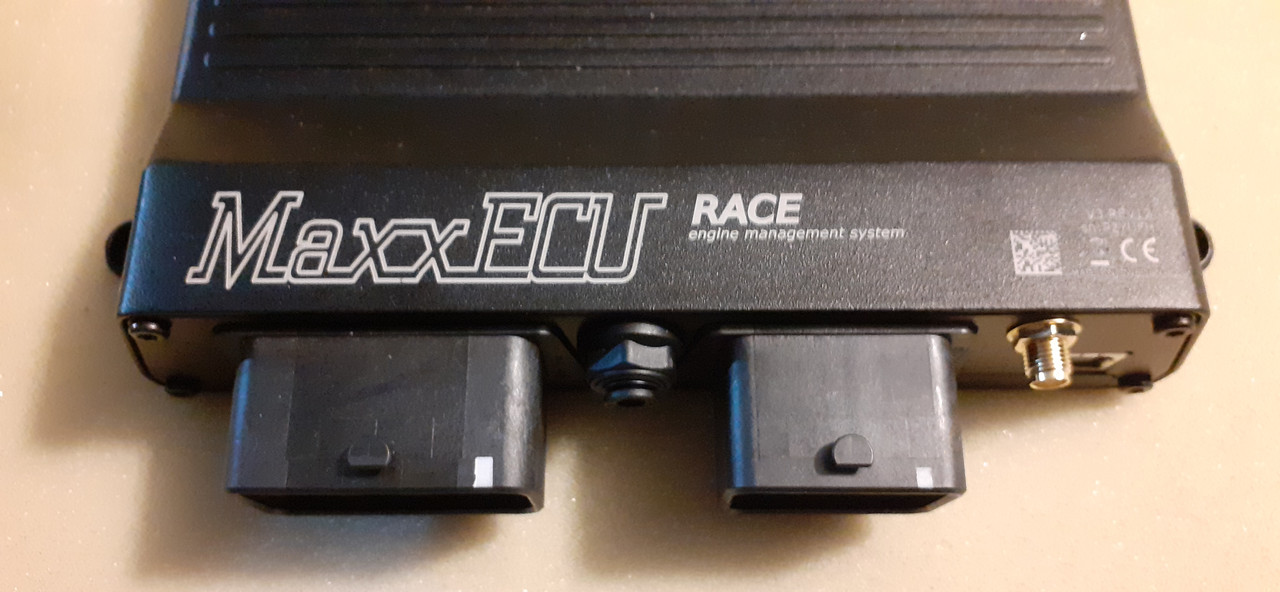 MaxxECU
RACE
engine management system
CE